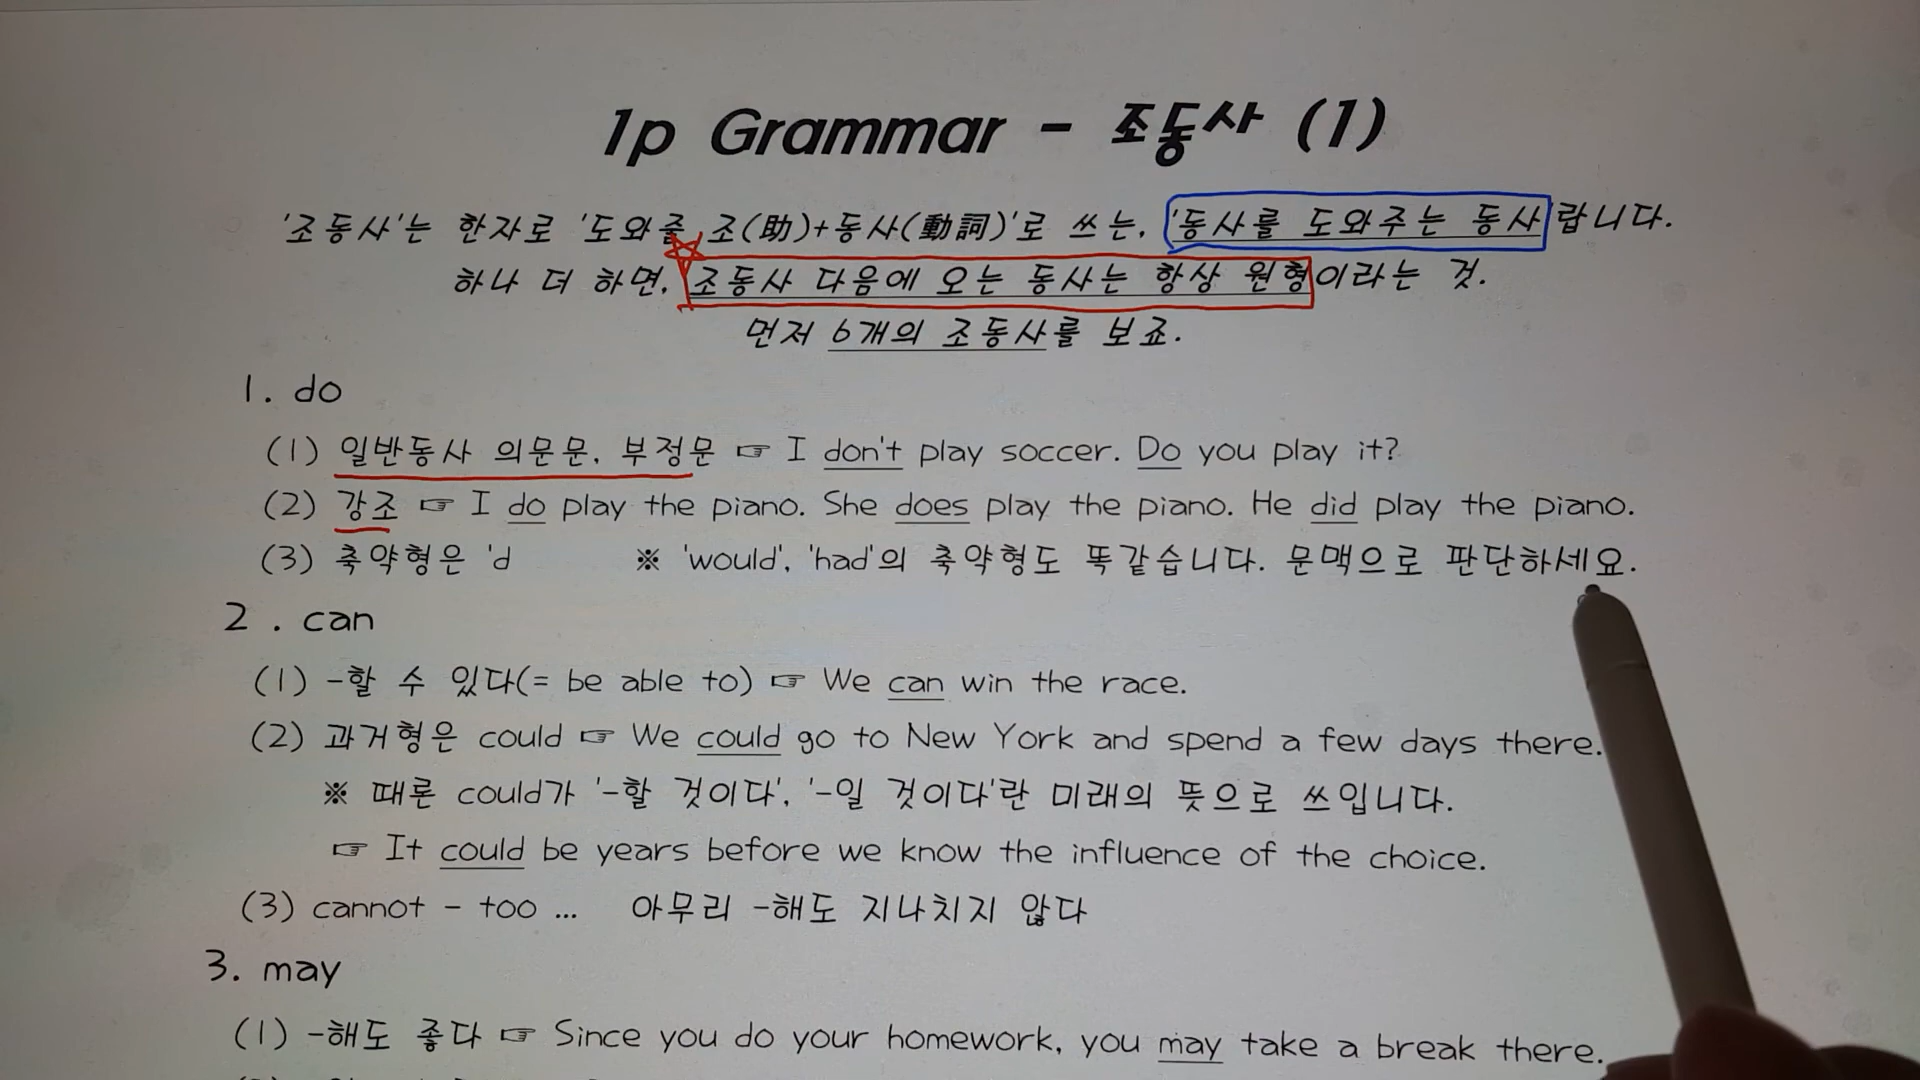 1p Grammar - 조동사 (1)
'조동사'는 한자로 '도와줄 조(助)+동사(動詞)'로 쓰는, '동사를 도와주는 동사'랍니다.
하나 더 하면, 조동사 다음에 오는 동사는 항상 원형이라는 것.
먼저 6개의 조동사를 보죠.
1. do
(1) 일반동사 의문문, 부정문 ☞ I don't play soccer. Do you play it?
(2) 강조 ☞ I do play the piano. She does play the piano. He did play the piano.
(3) 축약형은 'd ※ 'would', 'had'의 축약형도 똑같습니다. 문맥으로 판단하세요.
2 . can
(1) -할 수 있다(= be able to) ☞ We can win the race.
(2) 과거형은 could ☞ We could go to New York and spend a few days there.
※ 때론 could가 '-할 것이다', '-일 것이다'란 미래의 뜻으로 쓰입니다.
☞ It could be years before we know the influence of the choice.
(3) cannot - too ... 아무리 -해도 지나치지 않다
3. may
(1) -해도 좋다 ☞ Since you do your homework, you may take a break there.